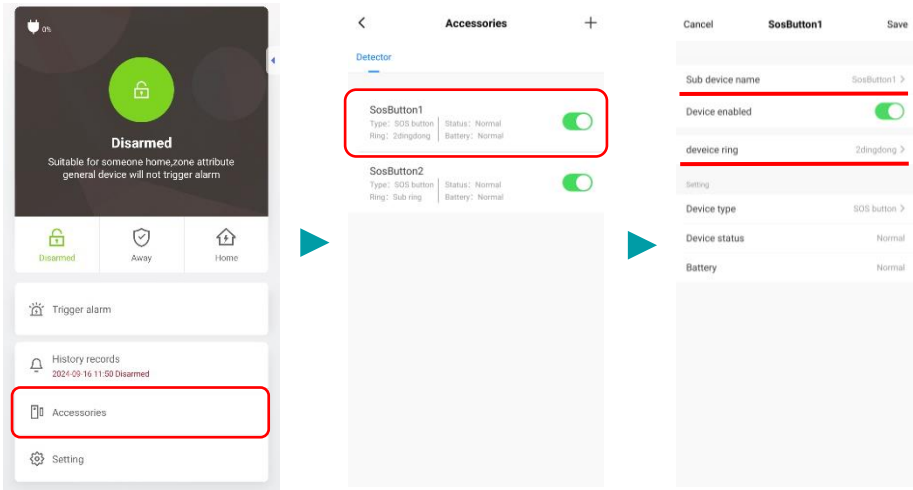 0%
Disarmed
Suitable for someone home,zone attribute
general device will not trigger alarm
Disarmed
Away
Home
Trigger alarm
History records
2024-09-16 11:50 Disarmed
Accessories
Setting
Accessories
Detector
SosButton1
Type: SOS button
Status: Normal
Ring: 2dingdong
Battery: Normal
SosButton2
Type: SOS button
Status: Normal
Ring: Sub ring
Battery: Normal
Cancel
SosButton1
Save
Sub device name
SosButton1
Device enabled
deveice ring
2dingdong
Setting
Device type
SOS button
Device status
Normal
Battery
Normal